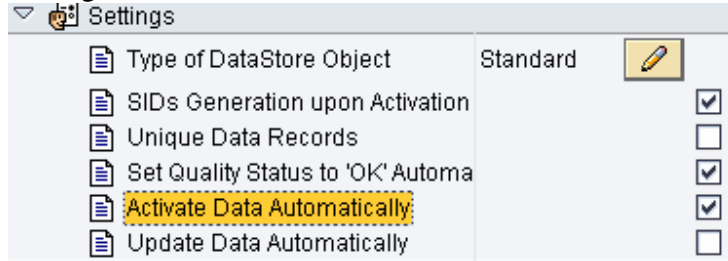 Settings
Type of DataStore Object Standard
SIDs Generation upon Activation
Unique Data Records
Set Quality Status to 'OK' Automa
Activate Data Automatically
Update Data Automatically